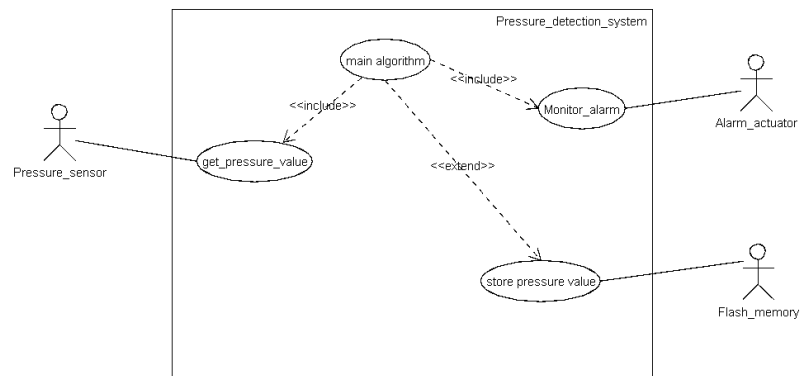 Pressure_detection_system
main algorithm
<<include>>
<<include>>
Monitor_alarm
Alarm_actuator
get_pressure_value
Pressure_sensor
<<extend>>
store pressure value
Flash_memory